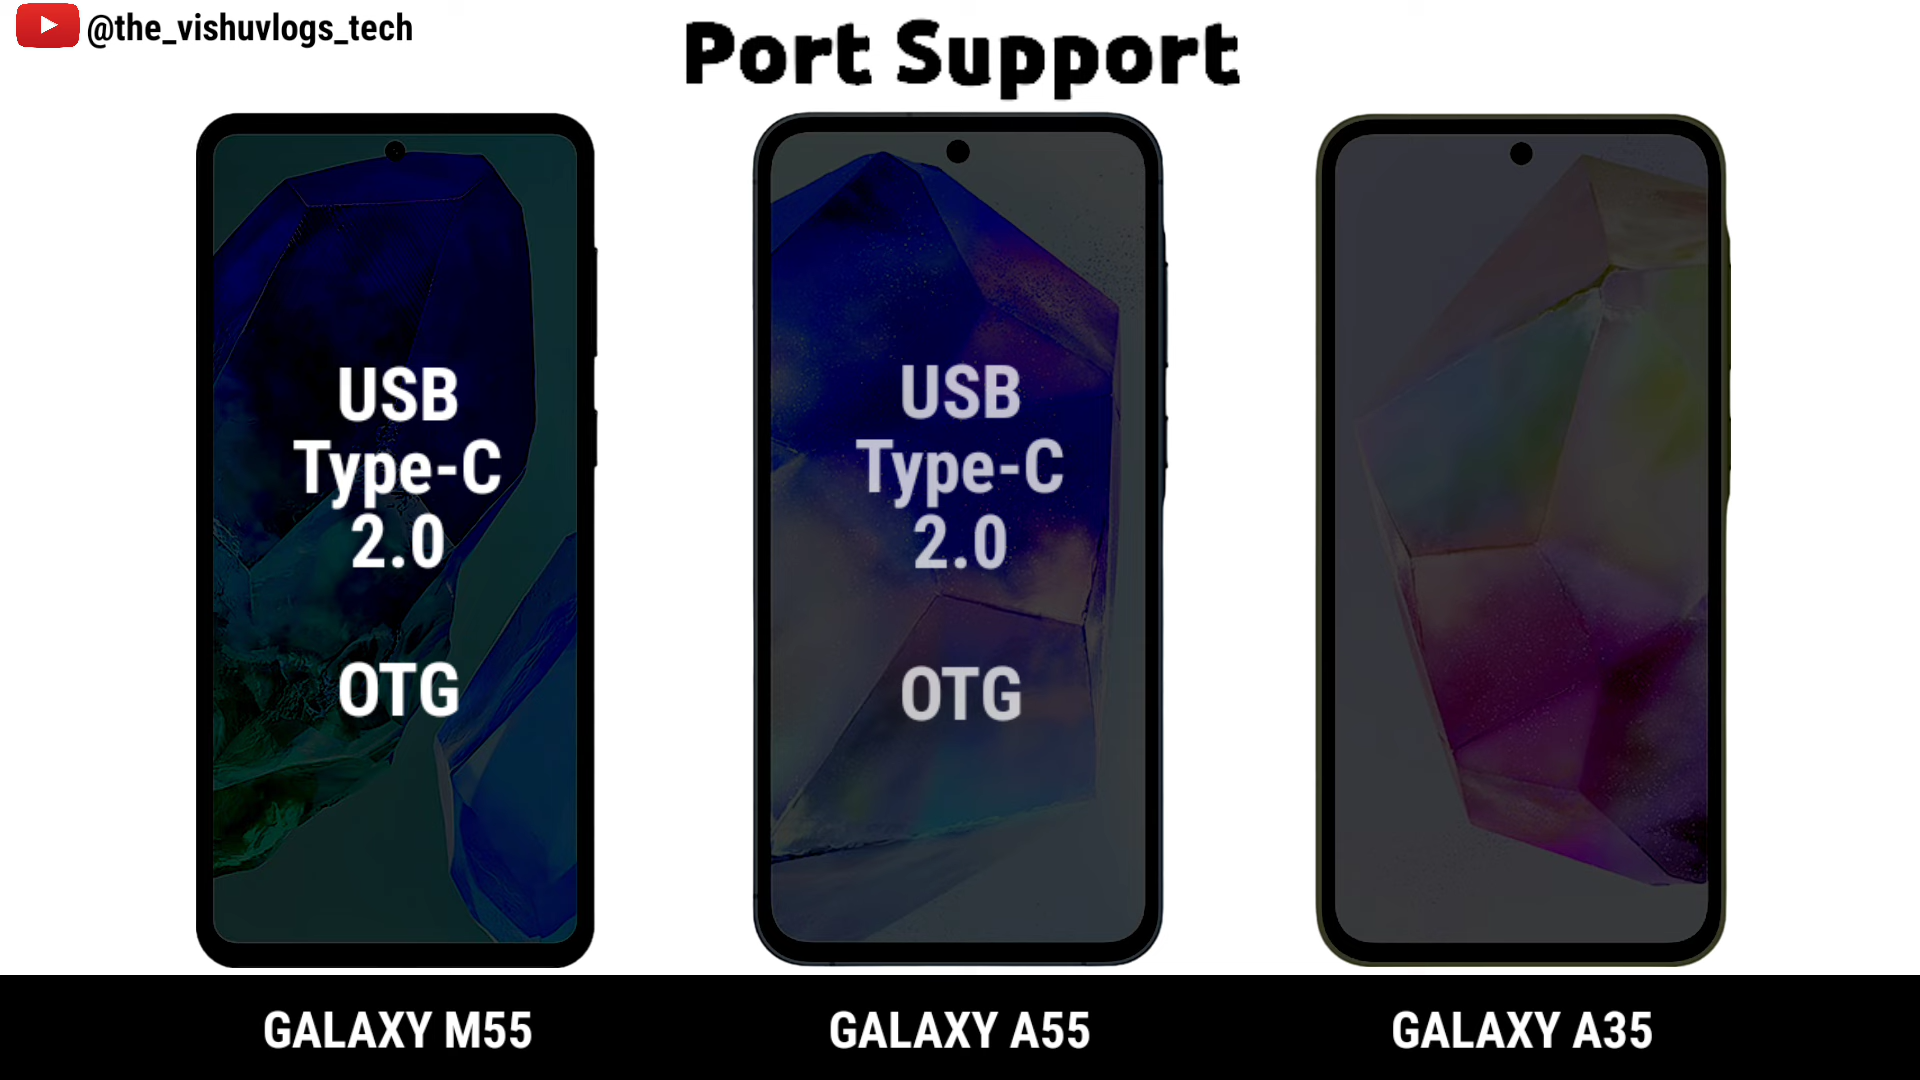 @the_vishuvlogs_tech
Port Support
USB
Type-C
2.0
OTG
USB
Type-C
2.0
OTG
GALAXY M55
GALAXY A55
GALAXY A35